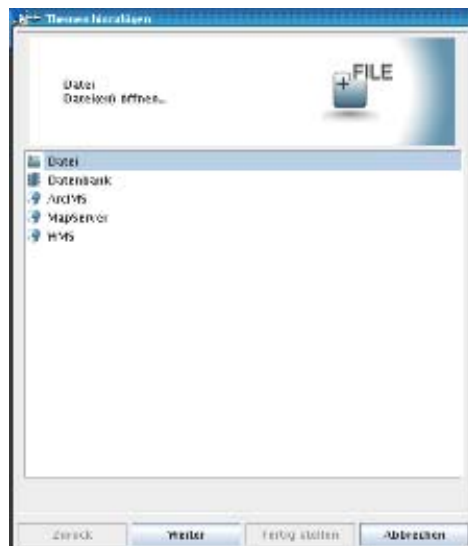 Themen hinzufügen
Datei
Datei(en) öffnen...
FILE
Datei
Datenbank
ArcIMS
MapServer
WMS
Zurück
Weiter
Fertig stellen
Abbrechen